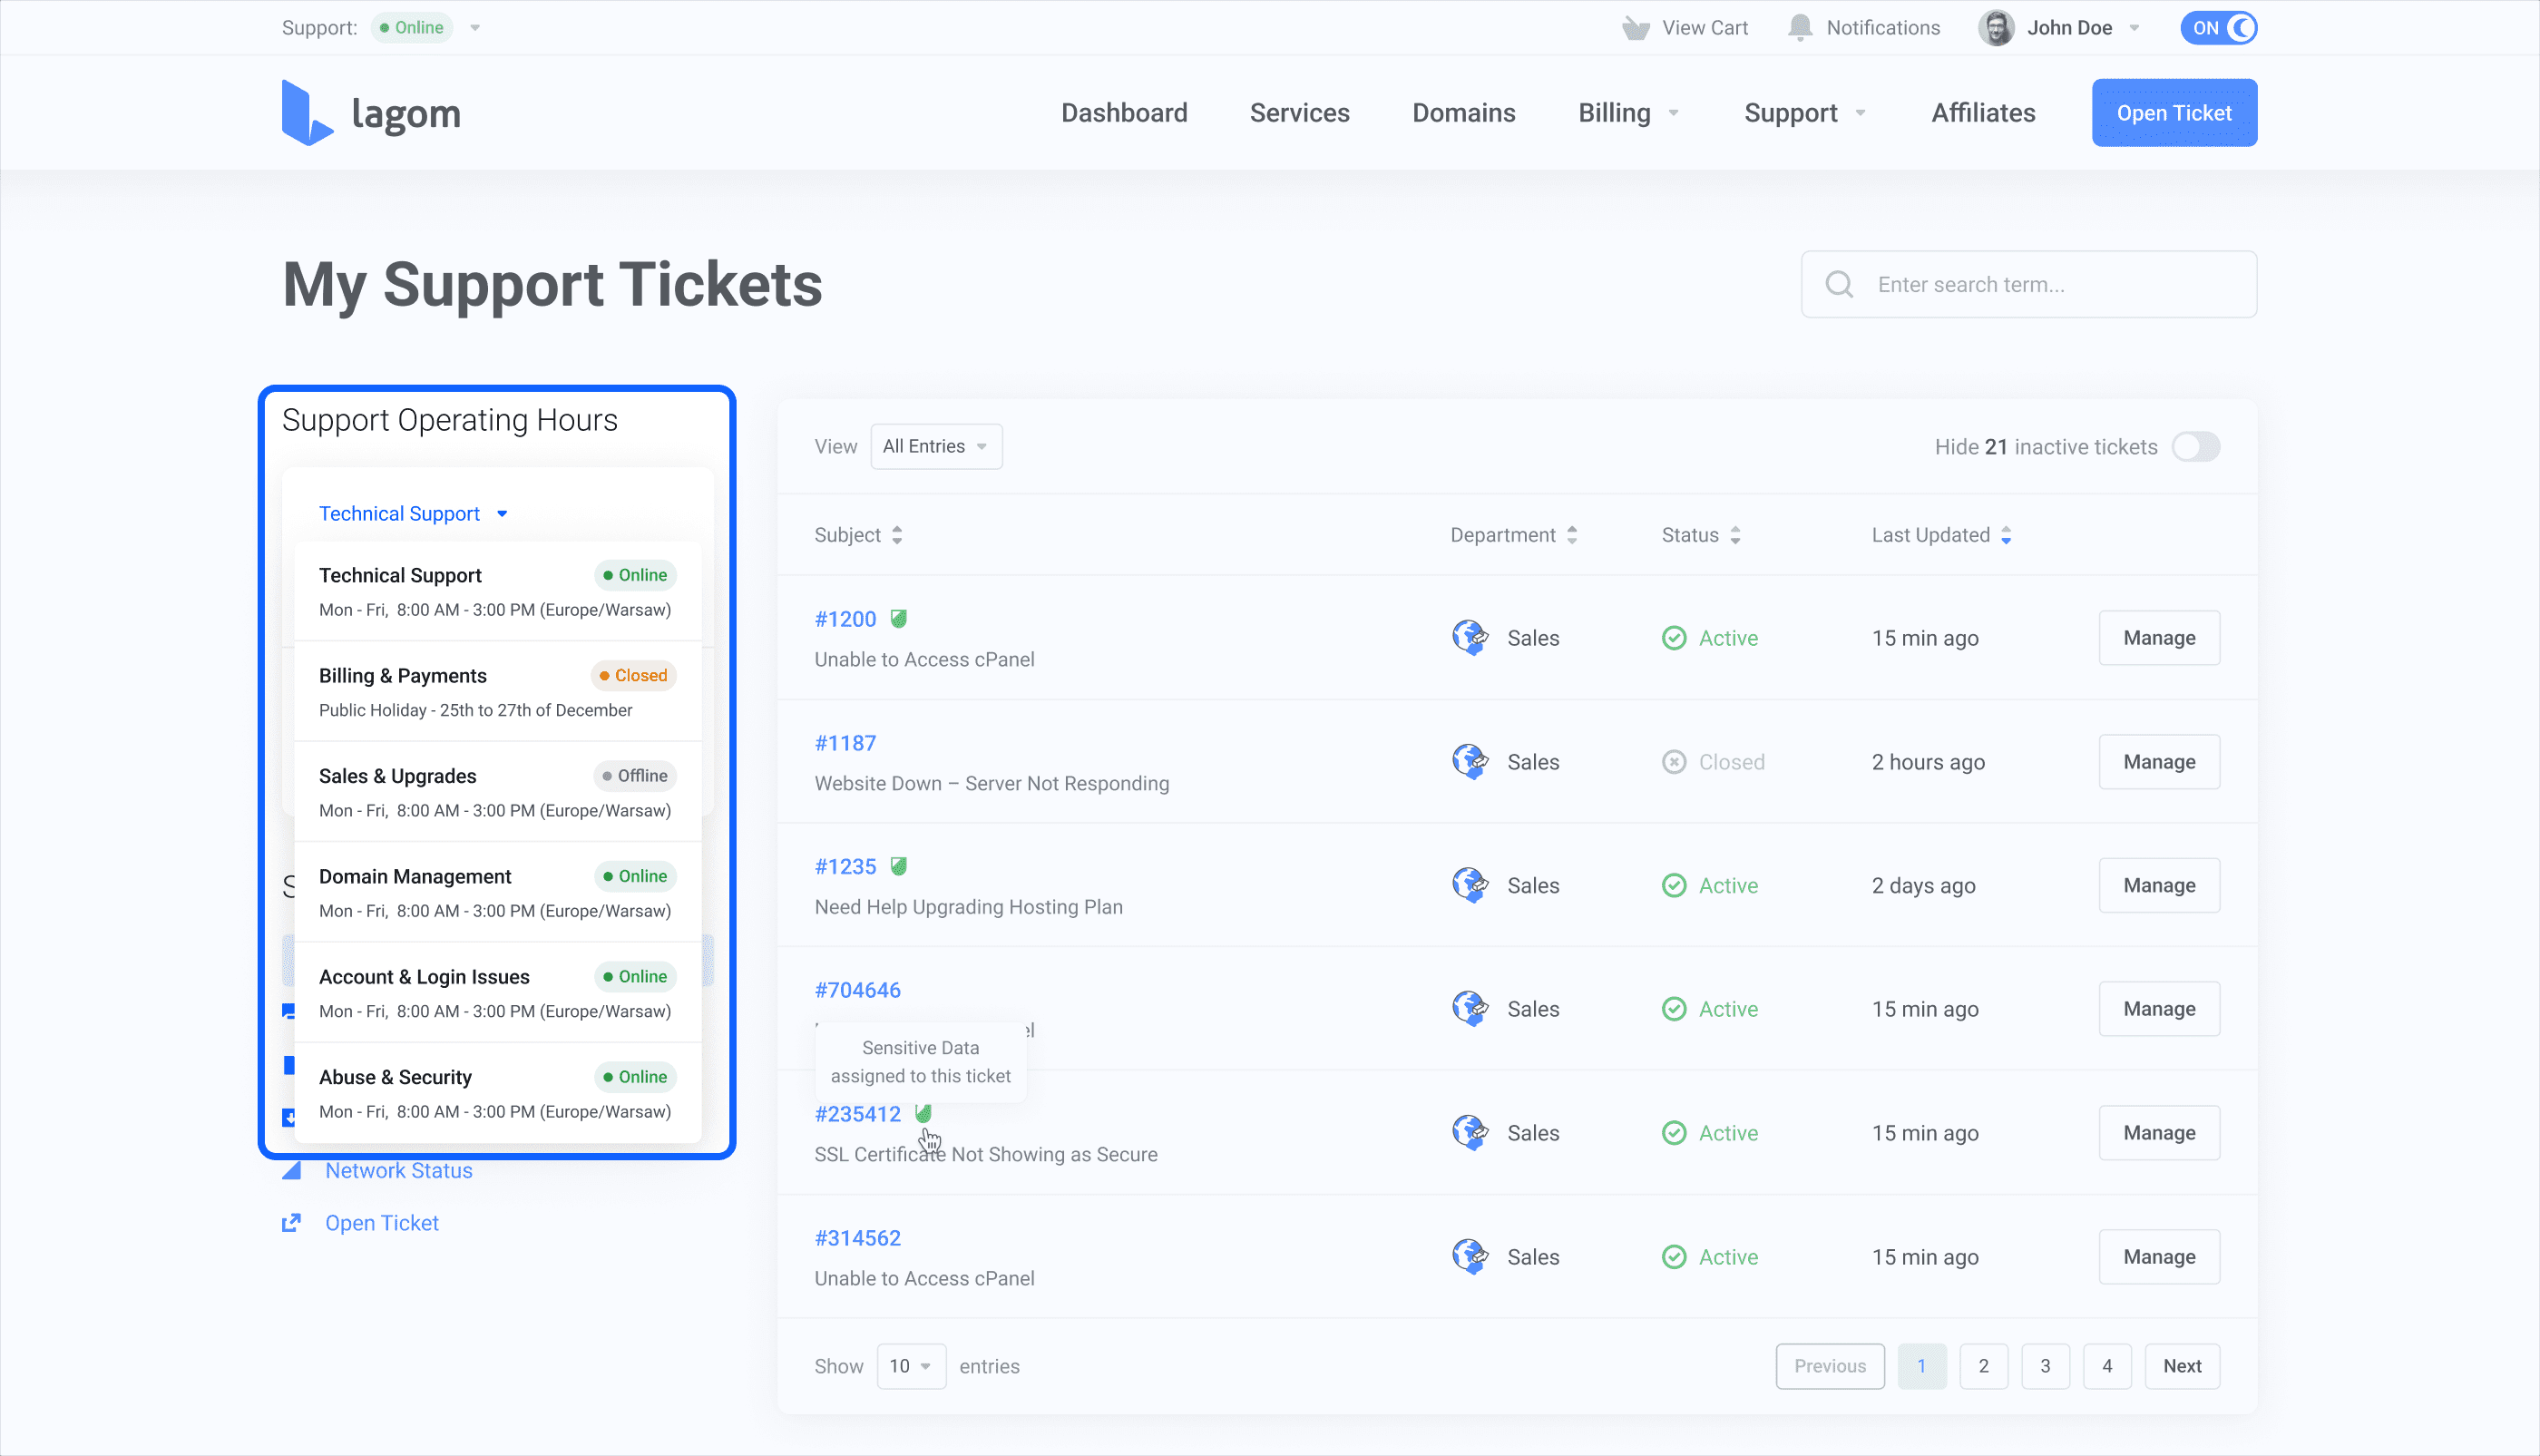 Support: Online
View Cart
Notifications
John Doe
ON
lagom
Dashboard
Services
Domains
Billing
Support
Affiliates
Open Ticket
My Support Tickets
Enter search term...
Support Operating Hours
Technical Support
Technical Support Online
Mon - Fri, 8:00 AM - 3:00 PM (Europe/Warsaw)
Billing & Payments Closed
Public Holiday - 25th to 27th of December
Sales & Upgrades Offline
Mon - Fri, 8:00 AM - 3:00 PM (Europe/Warsaw)
Domain Management Online
Mon - Fri, 8:00 AM - 3:00 PM (Europe/Warsaw)
Account & Login Issues Online
Mon - Fri, 8:00 AM - 3:00 PM (Europe/Warsaw)
Abuse & Security Online
Mon - Fri, 8:00 AM - 3:00 PM (Europe/Warsaw)
Network Status
Open Ticket
View All Entries
Hide 21 inactive tickets
Subject Department Status Last Updated
#1200
Unable to Access cPanel
Sales Active 15 min ago Manage
#1187
Website Down – Server Not Responding
Sales Closed 2 hours ago Manage
#1235
Need Help Upgrading Hosting Plan
Sales Active 2 days ago Manage
#704646
Sales Active 15 min ago Manage
Sensitive Data
assigned to this ticket
#235412
SSL Certificate Not Showing as Secure
Sales Active 15 min ago Manage
#314562
Unable to Access cPanel
Sales Active 15 min ago Manage
Show 10 entries
Previous 1 2 3 4 Next